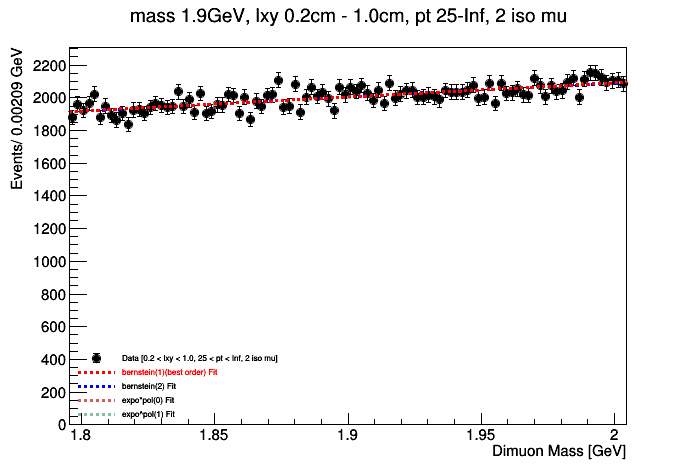 mass 1.9GeV, lxy 0.2cm - 1.0cm, pt 25-Inf, 2 iso mu
Events/ 0.00209 GeV
2200
2000
1800
1600
1400
1200
1000
800
600
400
200
0
Data [0.2 < lxy < 1.0, 25 < pt < Inf, 2 iso mu]
bernstein(1)(best order) Fit
bernstein(2) Fit
expo*pol(0) Fit
expo*pol(1) Fit
1.8 1.85 1.9 1.95 2
Dimuon Mass [GeV]